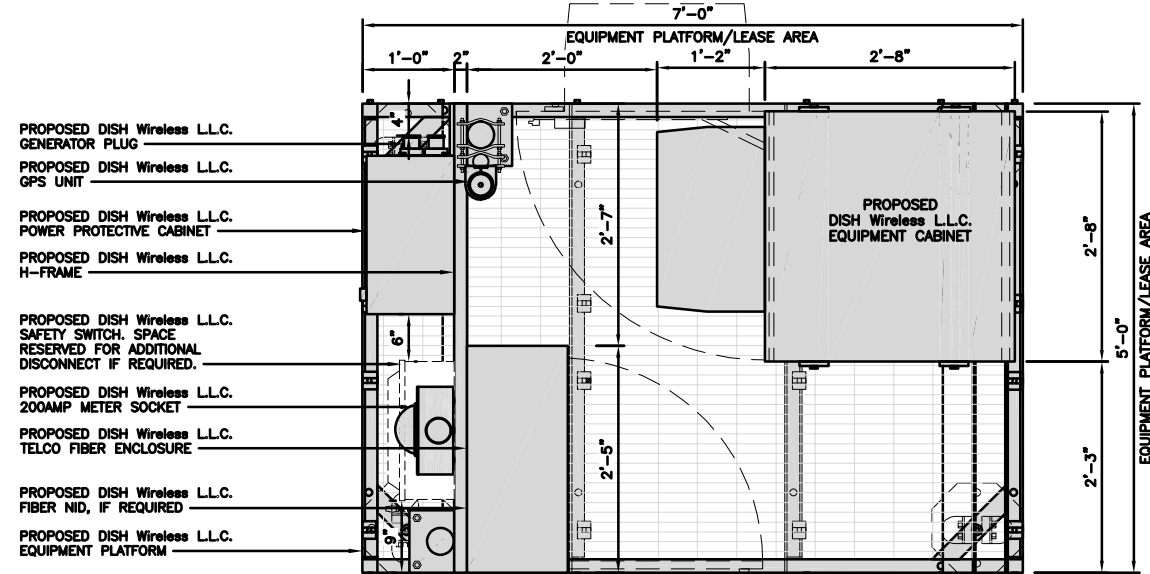 7'-0"
EQUIPMENT PLATFORM/LEASE AREA
1'-0"
2"
2'-0"
1'-2"
2'-8"
4"
PROPOSED DISH Wireless L.L.C.
GENERATOR PLUG
PROPOSED DISH Wireless L.L.C.
GPS UNIT
PROPOSED DISH Wireless L.L.C.
POWER PROTECTIVE CABINET
PROPOSED DISH Wireless L.L.C.
H-FRAME
PROPOSED DISH Wireless L.L.C.
SAFETY SWITCH. SPACE
RESERVED FOR ADDITIONAL
DISCONNECT IF REQUIRED.
PROPOSED DISH Wireless L.L.C.
200AMP METER SOCKET
PROPOSED DISH Wireless L.L.C.
TELCO FIBER ENCLOSURE
PROPOSED DISH Wireless L.L.C.
FIBER NID, IF REQUIRED
PROPOSED DISH Wireless L.L.C.
EQUIPMENT PLATFORM
6"
9"
2'-7"
2'-5"
PROPOSED
DISH Wireless L.L.C.
EQUIPMENT CABINET
2'-8"
2'-3"
5'-0"
EQUIPMENT PLATFORM/LEASE AREA